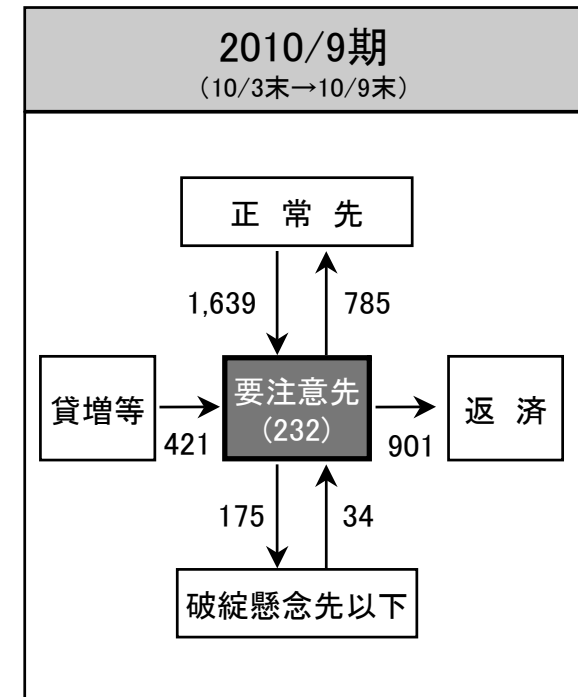 2010/9期
（10/3末→10/9末）
正 常 先
1,639
785
貸増等
要注意先
(232)
返 済
421
901
175
34
破綻懸念先以下